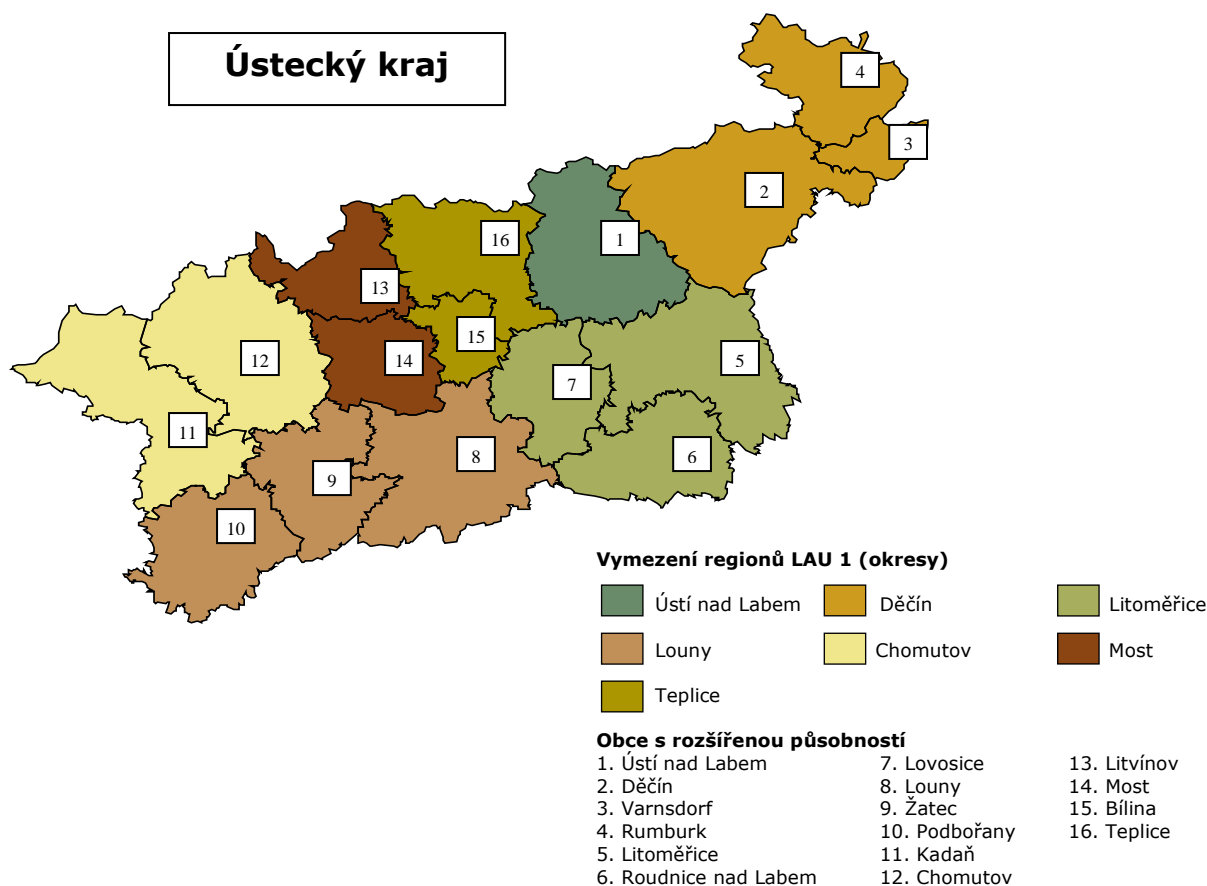 Ústecký kraj
4
3
2
16
1
13
15
12
14
5
7
11
8
6
9
10
Vymezení regionů LAU 1 (okresy)
Ústí nad Labem
Děčín
Litoměřice
Louny
Chomutov
Most
Teplice
Obce s rozšířenou působností
1. Ústí nad Labem
2. Děčín
3. Varnsdorf
4. Rumburk
5. Litoměřice
6. Roudnice nad Labem
7. Lovosice
8. Louny
9. Žatec
10. Podbořany
11. Kadaň
12. Chomutov
13. Litvínov
14. Most
15. Bílina
16. Teplice